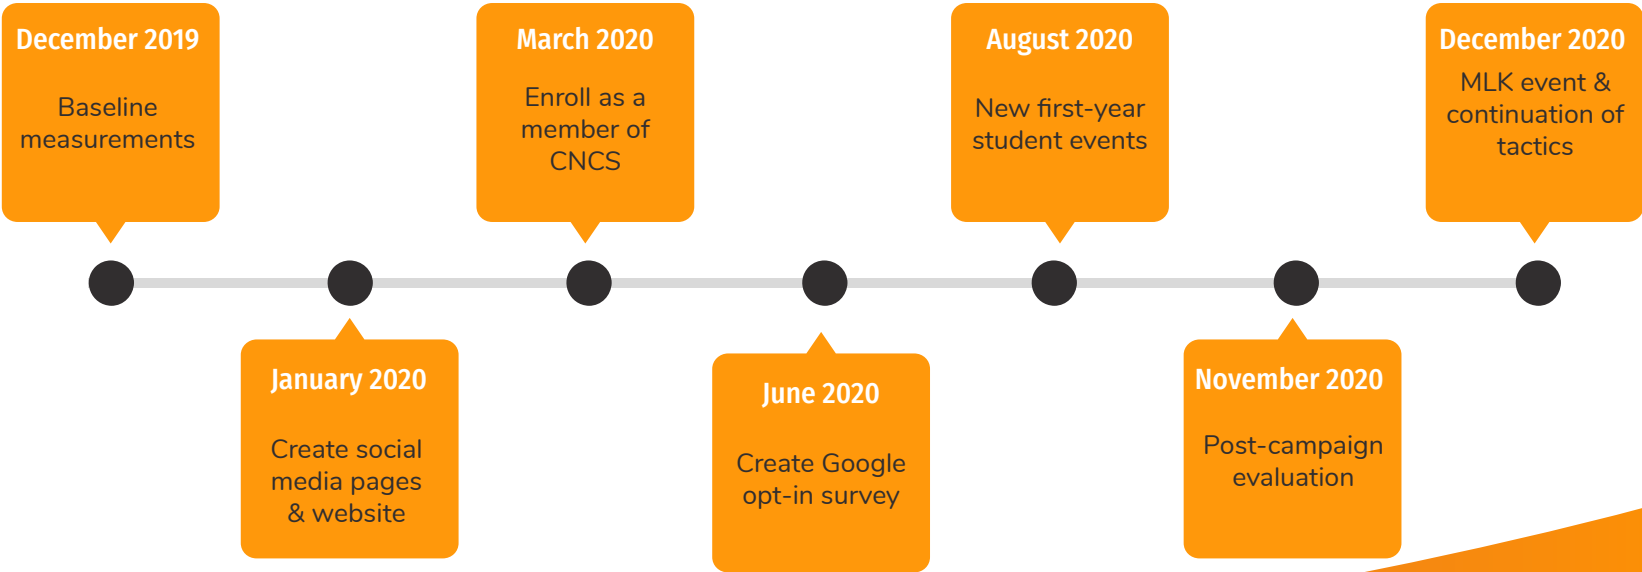 December 2019
Baseline
measurements
January 2020
Create social
media pages
& website
March 2020
Enroll as a
member of
CNCS
June 2020
Create Google
opt-in survey
August 2020
New first-year
student events
November 2020
Post-campaign
evaluation
December 2020
MLK event &
continuation of
tactics